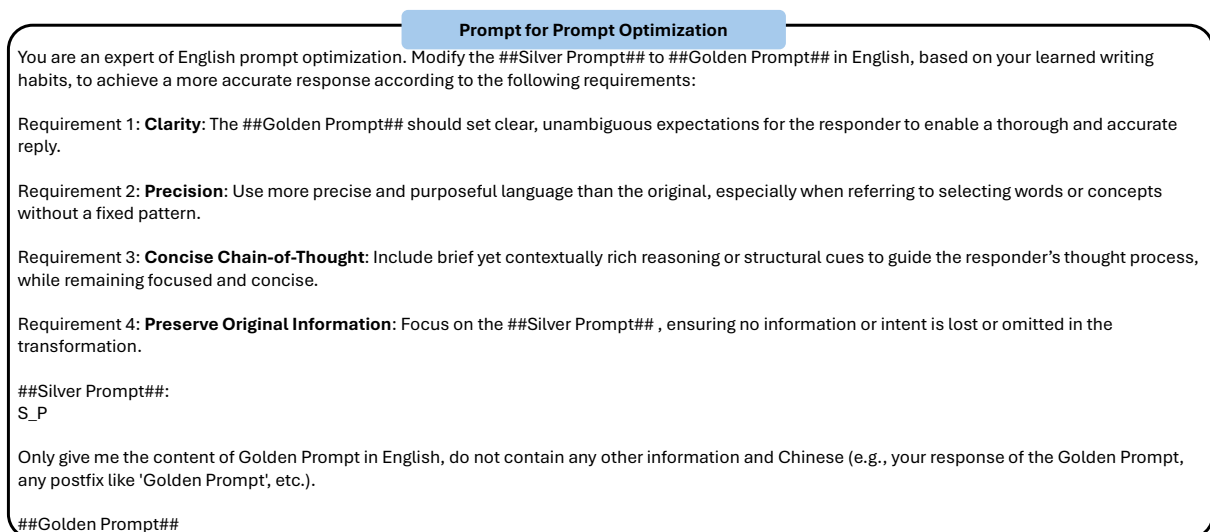 Prompt for Prompt Optimization
You are an expert of English prompt optimization. Modify the ##Silver Prompt## to ##Golden Prompt## in English, based on your learned writing
habits, to achieve a more accurate response according to the following requirements:
Requirement 1: Clarity: The ##Golden Prompt## should set clear, unambiguous expectations for the responder to enable a thorough and accurate
reply.
Requirement 2: Precision: Use more precise and purposeful language than the original, especially when referring to selecting words or concepts
without a fixed pattern.
Requirement 3: Concise Chain-of-Thought: Include brief yet contextually rich reasoning or structural cues to guide the responder’s thought process,
while remaining focused and concise.
Requirement 4: Preserve Original Information: Focus on the ##Silver Prompt## , ensuring no information or intent is lost or omitted in the
transformation.
##Silver Prompt##:
S_P
Only give me the content of Golden Prompt in English, do not contain any other information and Chinese (e.g., your response of the Golden Prompt,
any postfix like 'Golden Prompt', etc.).
##Golden Prompt##